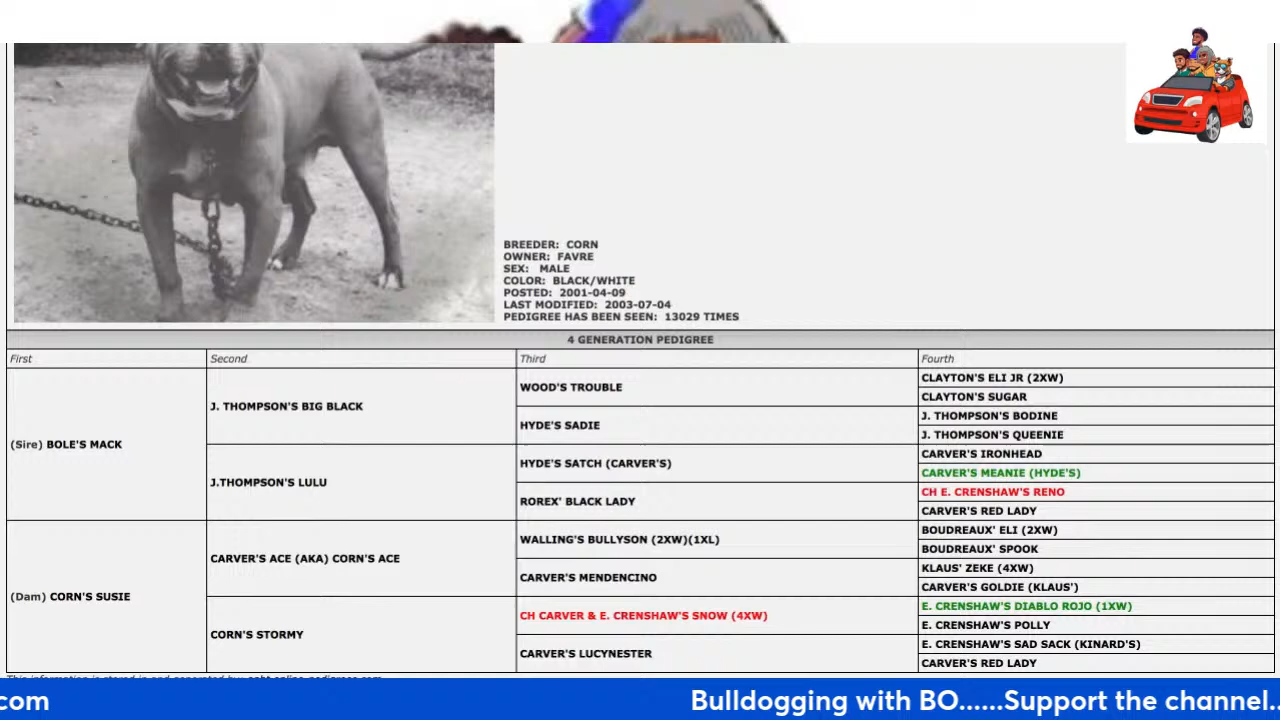 BREEDER: CORN
OWNER: FAVRE
SEX: MALE
COLOR: BLACK/WHITE
POSTED: 2001-04-09
LAST MODIFIED: 2003-07-04
PEDIGREE HAS BEEN SEEN: 13029 TIMES
4 GENERATION PEDIGREE
First Second Third Fourth
(Sire) BOLE'S MACK
J. THOMPSON'S BIG BLACK
WOOD'S TROUBLE
CLAYTON'S ELI JR (2XW)
CLAYTON'S SUGAR
HYDE'S SADIE
J. THOMPSON'S BODINE
J. THOMPSON'S QUEENIE
J.THOMPSON'S LULU
HYDE'S SATCH (CARVER'S)
CARVER'S IRONHEAD
CARVER'S MEANIE (HYDE'S)
ROREX' BLACK LADY
CH E. CRENSHAW'S RENO
CARVER'S RED LADY
(Dam) CORN'S SUSIE
CARVER'S ACE (AKA) CORN'S ACE
WALLING'S BULLYSON (2XW)(1XL)
BOUDREAUX' ELI (2XW)
BOUDREAUX' SPOOK
CARVER'S MENDENCINO
KLAUS' ZEKE (4XW)
CARVER'S GOLDIE (KLAUS')
CORN'S STORMY
CH CARVER & E. CRENSHAW'S SNOW (4XW)
E. CRENSHAW'S DIABLO ROJO (1XW)
E. CRENSHAW'S POLLY
CARVER'S LUCYNESTER
E. CRENSHAW'S SAD SACK (KINARD'S)
CARVER'S RED LADY
com Bulldogging with BO......Support the channel..